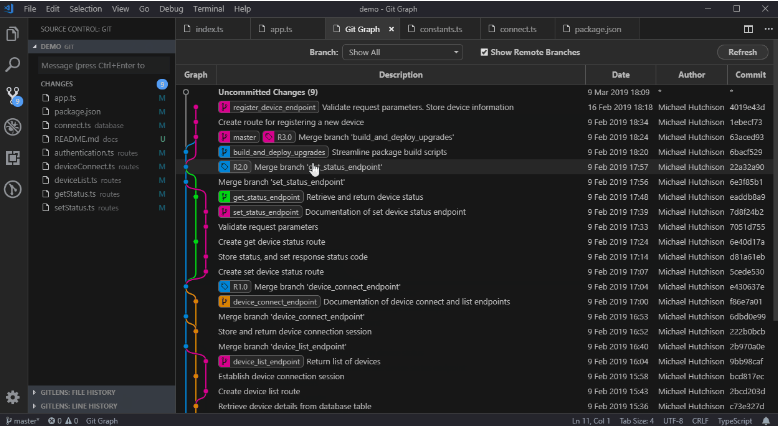 File Edit Selection View Go Debug Terminal Help demo - Git Graph
SOURCE CONTROL: GIT
DEMO GIT
Message (press Ctrl+Enter to
CHANGES 9
app.ts M
package.json M
connect.ts database M
README.md docs U
authentication.ts routes M
deviceConnect.ts routes M
deviceList.ts routes M
getStatus.ts routes M
setStatus.ts routes M
GITLENS: FILE HISTORY
GITLENS: LINE HISTORY
index.ts app.ts Git Graph constants.ts connect.ts package.json
Branch: Show All Show Remote Branches Refresh
Graph Description Date Author Commit
Uncommitted Changes (9) 9 Mar 2019 18:09 * *
register_device_endpoint Validate request parameters. Store device information 16 Feb 2019 18:18 Michael Hutchison 4019e43d
Create route for registering a new device 9 Feb 2019 18:34 Michael Hutchison 1ebecf73
master R3.0 Merge branch 'build_and_deploy_upgrades' 9 Feb 2019 18:24 Michael Hutchison 63aced93
build_and_deploy_upgrades Streamline package build scripts 9 Feb 2019 18:20 Michael Hutchison 6bacf529
R2.0 Merge branch 'get_status_endpoint' 9 Feb 2019 17:57 Michael Hutchison 22a32a90
Merge branch 'set_status_endpoint' 9 Feb 2019 17:56 Michael Hutchison 6e3f85b1
get_status_endpoint Retrieve and return device status 9 Feb 2019 17:48 Michael Hutchison eaddb8a9
set_status_endpoint Documentation of set device status endpoint 9 Feb 2019 17:39 Michael Hutchison 7d8f24b2
Validate request parameters 9 Feb 2019 17:33 Michael Hutchison 7051d755
Create get device status route 9 Feb 2019 17:24 Michael Hutchison 6e40d17a
Store status, and set response status code 9 Feb 2019 17:14 Michael Hutchison d81a61eb
Create set device status route 9 Feb 2019 17:07 Michael Hutchison 5cede530
R1.0 Merge branch 'device_connect_endpoint' 9 Feb 2019 17:04 Michael Hutchison e430637e
device_connect_endpoint Documentation of device connect and list endpoints 9 Feb 2019 17:00 Michael Hutchison f86e7a01
Merge branch 'device_connect_endpoint' 9 Feb 2019 16:53 Michael Hutchison 6dbd0e99
Store and return device connection session 9 Feb 2019 16:52 Michael Hutchison 222b0bcb
Merge branch 'device_list_endpoint' 9 Feb 2019 16:40 Michael Hutchison 2b970a0e
device_list_endpoint Return list of devices 9 Feb 2019 16:04 Michael Hutchison 9bb98caf
Establish device connection session 9 Feb 2019 15:58 Michael Hutchison bcd817ec
Create device list route 9 Feb 2019 15:43 Michael Hutchison 2bcd203d
Retrieve device details from database table 9 Feb 2019 15:36 Michael Hutchison c73e327d
master* 0 0 Git Graph Ln 11, Col 1 Tab Size: 4 UTF-8 CRLF TypeScript